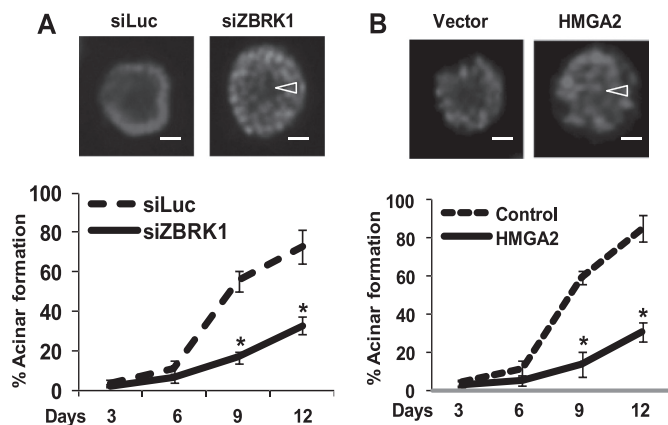 A
siLuc
siZBRK1
% Acinar formation
100
80
60
40
20
0
siLuc
siZBRK1
*
*
Days
3
6
9
12
B
Vector
HMGA2
% Acinar formation
100
80
60
40
20
0
Control
HMGA2
*
*
Days
3
6
9
12